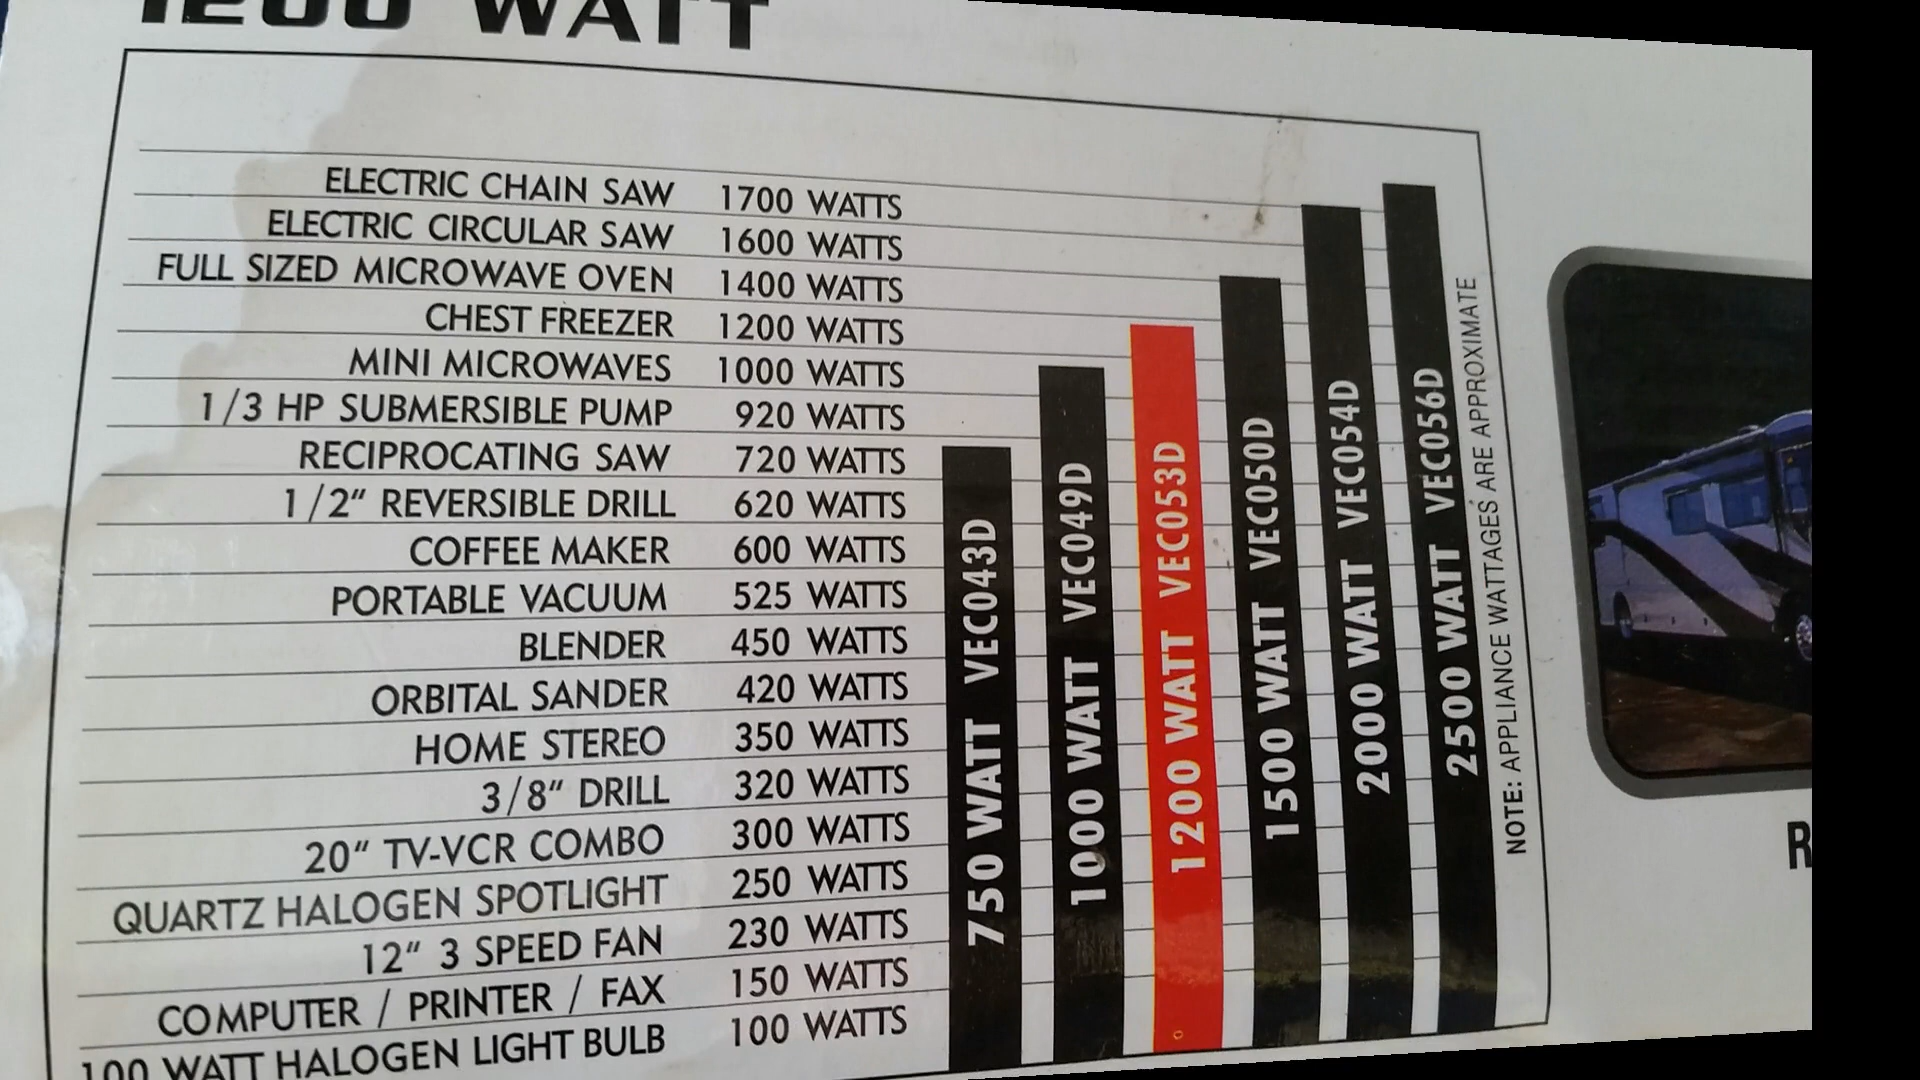 1200 WATT
ELECTRIC CHAIN SAW 1700 WATTS
ELECTRIC CIRCULAR SAW 1600 WATTS
FULL SIZED MICROWAVE OVEN 1400 WATTS
CHEST FREEZER 1200 WATTS
MINI MICROWAVES 1000 WATTS
1/3 HP SUBMERSIBLE PUMP 920 WATTS
RECIPROCATING SAW 720 WATTS
1/2" REVERSIBLE DRILL 620 WATTS
COFFEE MAKER 600 WATTS
PORTABLE VACUUM 525 WATTS
BLENDER 450 WATTS
ORBITAL SANDER 420 WATTS
HOME STEREO 350 WATTS
3/8" DRILL 320 WATTS
20" TV-VCR COMBO 300 WATTS
QUARTZ HALOGEN SPOTLIGHT 250 WATTS
12" 3 SPEED FAN 230 WATTS
COMPUTER / PRINTER / FAX 150 WATTS
100 WATT HALOGEN LIGHT BULB 100 WATTS
750 WATT VEC043D
1000 WATT VEC049D
1200 WATT VEC053D
1500 WATT VEC050D
2000 WATT VEC054D
2500 WATT VEC056D
NOTE: APPLIANCE WATTAGES ARE APPROXIMATE
R